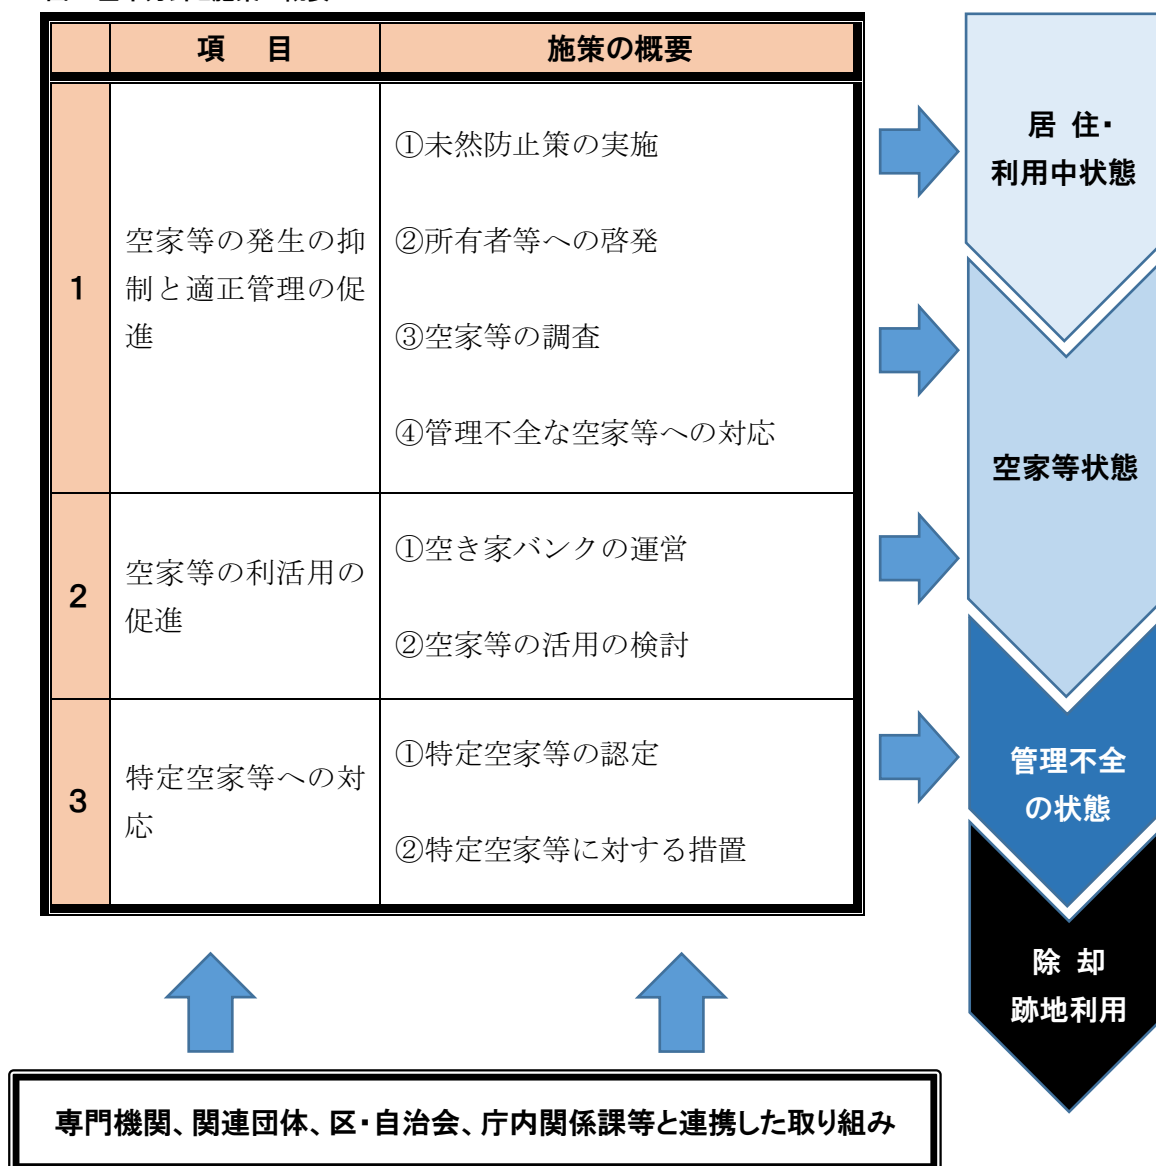 項 目 施策の概要
1
空家等の発生の抑
制と適正管理の促
進
①未然防止策の実施
②所有者等への啓発
③空家等の調査
④管理不全な空家等への対応
2
空家等の利活用の
促進
①空き家バンクの運営
②空家等の活用の検討
3
特定空家等への対
応
①特定空家等の認定
②特定空家等に対する措置
居 住・
利用中状態
空家等状態
管理不全
の状態
除 却
跡地利用
専門機関、関連団体、区・自治会、庁内関係課等と連携した取り組み